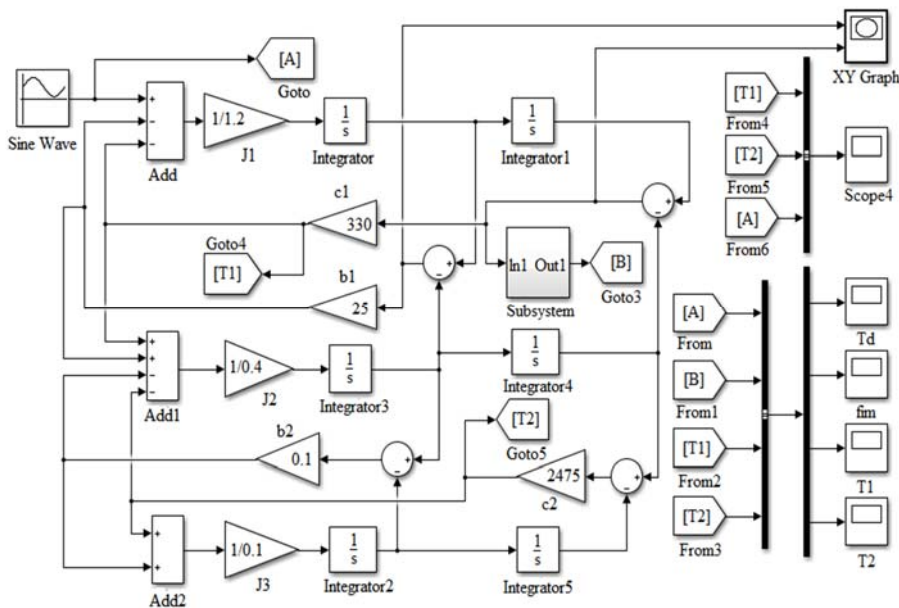 [A]
Goto
XY Graph
Sine Wave
+
−
−
Add
1/1.2
J1
1
s
Integrator
1
s
Integrator1
[T1]
From4
[T2]
From5
[A]
From6
Scope4
c1
330
+
−
Goto4
[T1]
+
−
In1 Out1
Subsystem
[B]
Goto3
b1
25
+
+
−
−
Add1
1/0.4
J2
1
s
Integrator3
1
s
Integrator4
[A]
From
[B]
From1
[T1]
From2
[T2]
From3
Td
fim
T1
T2
b2
0.1
+
−
[T2]
Goto5
2475
c2
+
−
+
+
Add2
1/0.1
J3
1
s
Integrator2
1
s
Integrator5